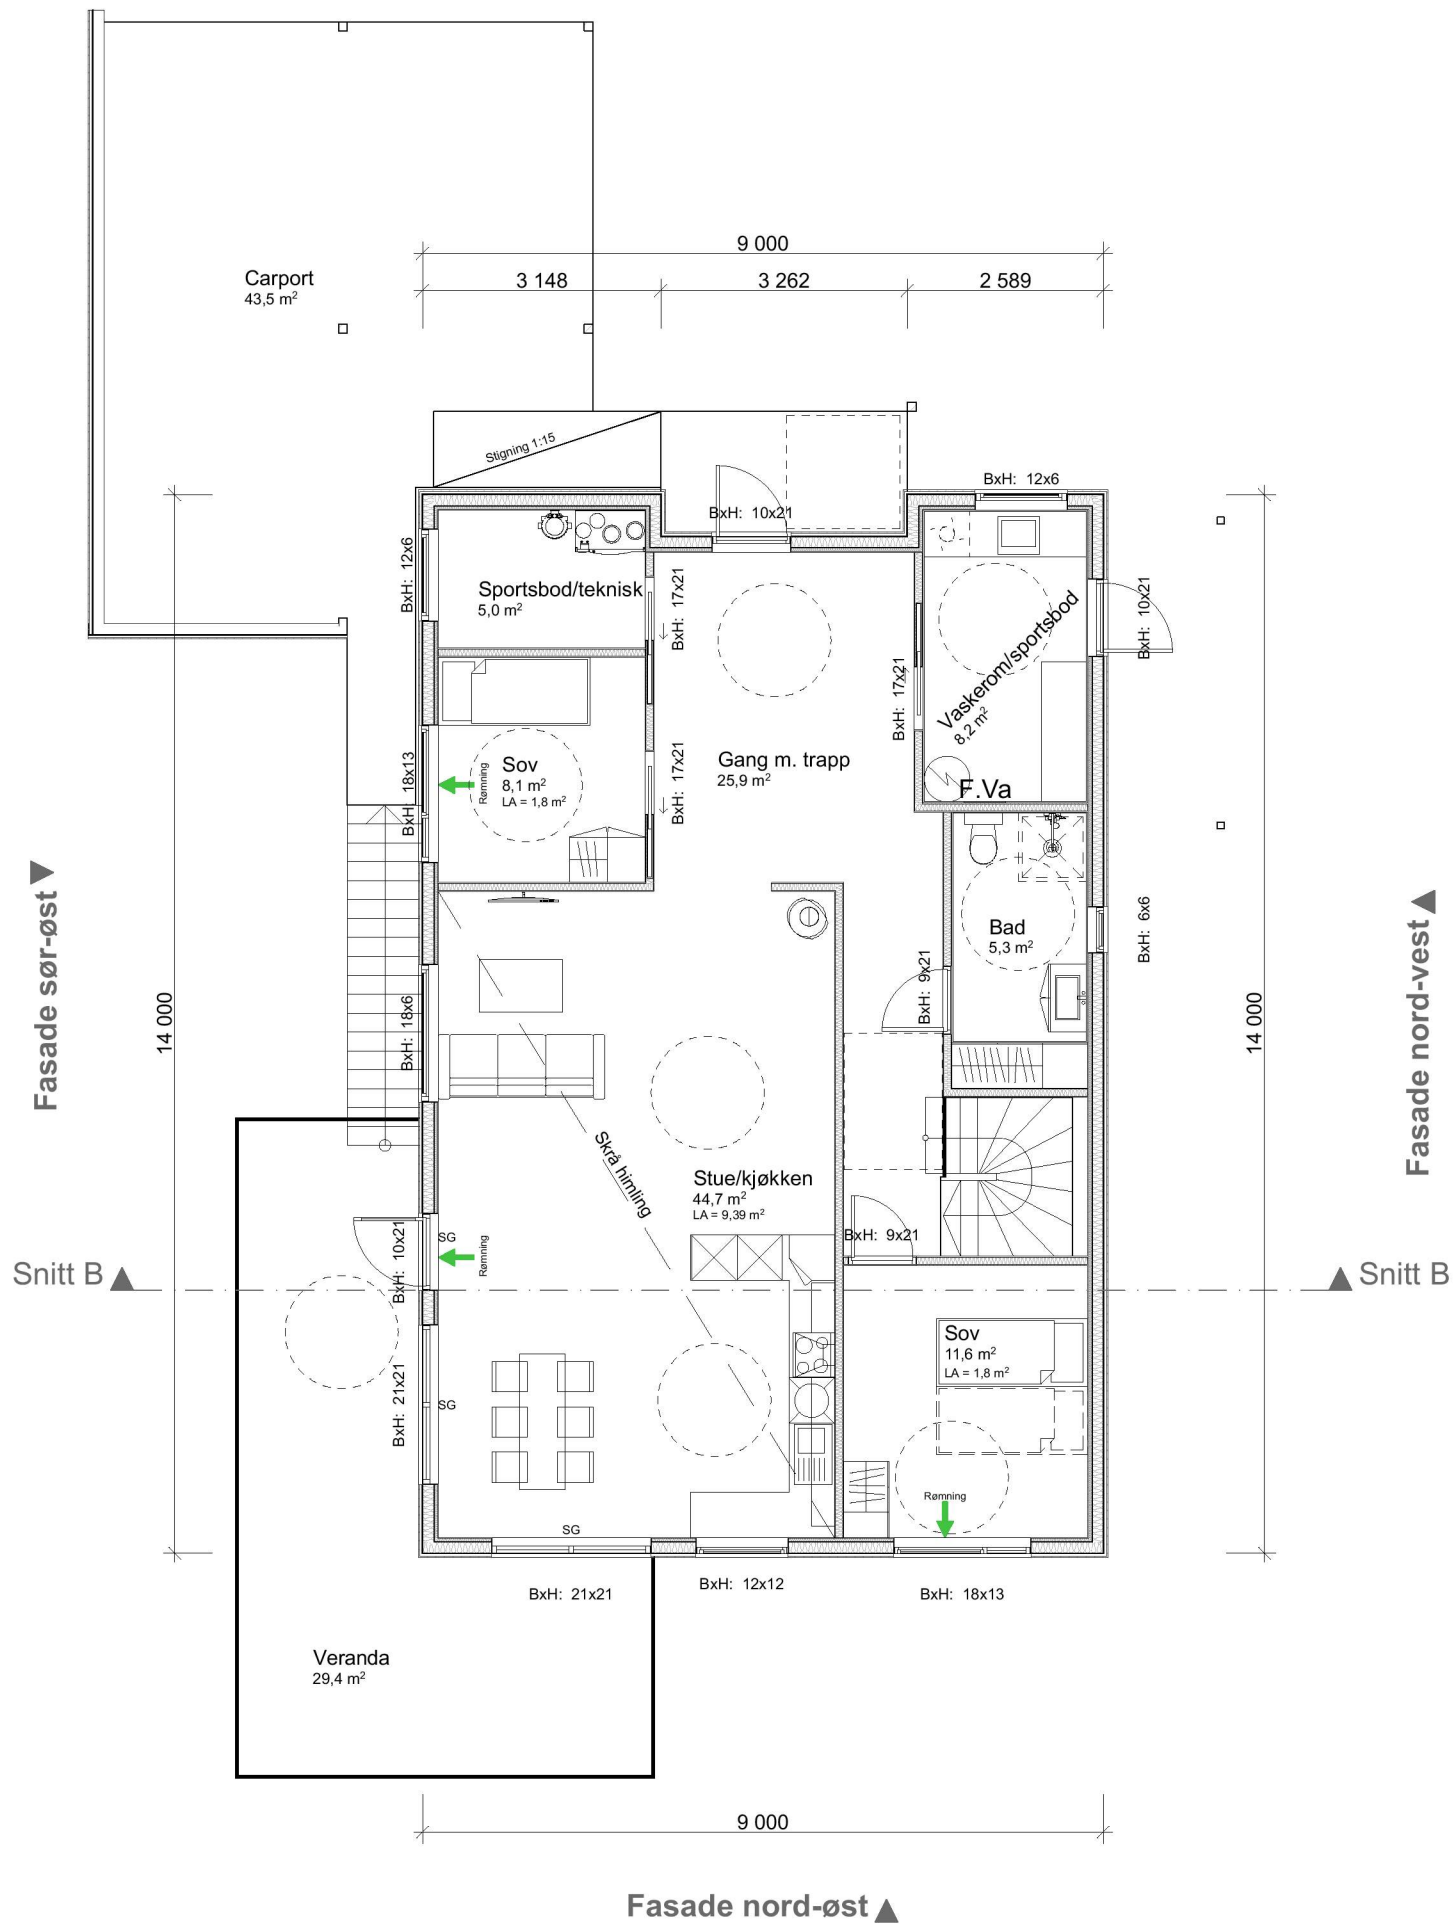 9 000
3 148
3 262
2 589
Carport
43,5 m²
Stigning 1:15
BxH: 12x6
BxH: 10x21
BxH: 12x6
Sportsbod/teknisk
5,0 m²
BxH: 17x21
BxH: 10x21
Vaskerom/sportsbod
8,2 m²
BxH: 17x21
Sov
8,1 m²
LA = 1,8 m²
Rømning
BxH: 18x13
BxH: 17x21
Gang m. trapp
25,9 m²
F.Va
Fasade sør-øst
Bad
5,3 m²
BxH: 6x6
Fasade nord-vest
BxH: 9x21
14 000
BxH: 18x6
14 000
Skrå himling
Stue/kjøkken
44,7 m²
LA = 9,39 m²
BxH: 10x21
SG
Rømning
BxH: 9x21
Snitt B
Snitt B
Sov
11,6 m²
LA = 1,8 m²
BxH: 21x21
SG
Rømning
SG
BxH: 21x21
BxH: 12x12
BxH: 18x13
Veranda
29,4 m²
9 000
Fasade nord-øst